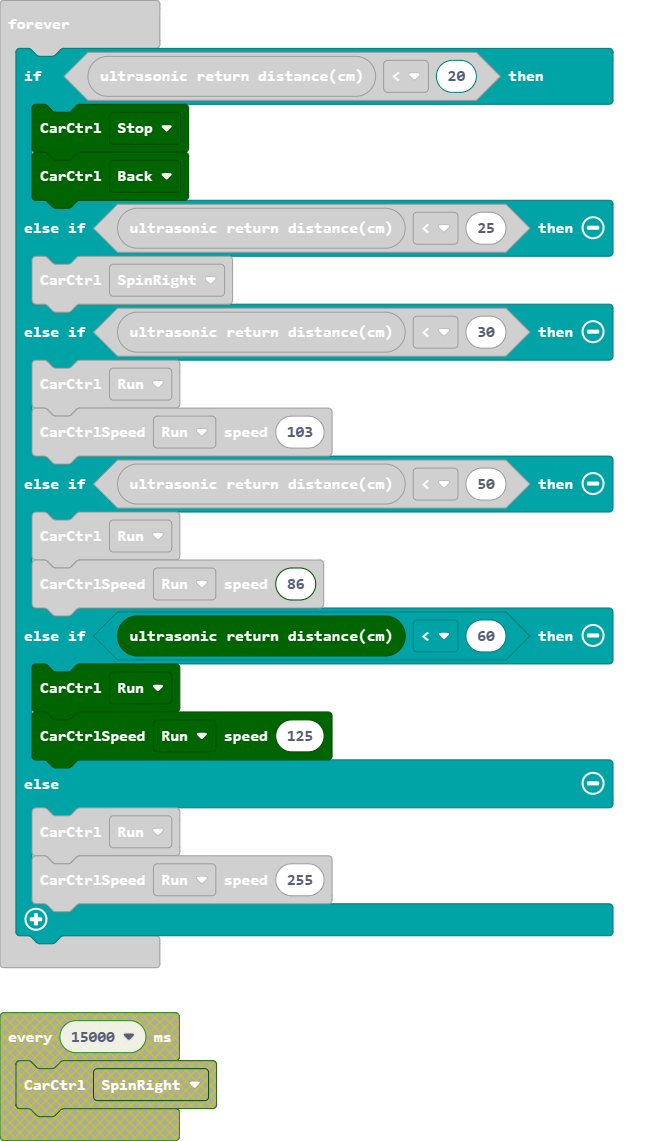 forever
if ultrasonic return distance(cm) < 20 then
CarCtrl Stop
CarCtrl Back
else if ultrasonic return distance(cm) < 25 then
CarCtrl SpinRight
else if ultrasonic return distance(cm) < 30 then
CarCtrl Run
CarCtrlSpeed Run speed 103
else if ultrasonic return distance(cm) < 50 then
CarCtrl Run
CarCtrlSpeed Run speed 86
else if ultrasonic return distance(cm) < 60 then
CarCtrl Run
CarCtrlSpeed Run speed 125
else
CarCtrl Run
CarCtrlSpeed Run speed 255
every 15000 ms
CarCtrl SpinRight